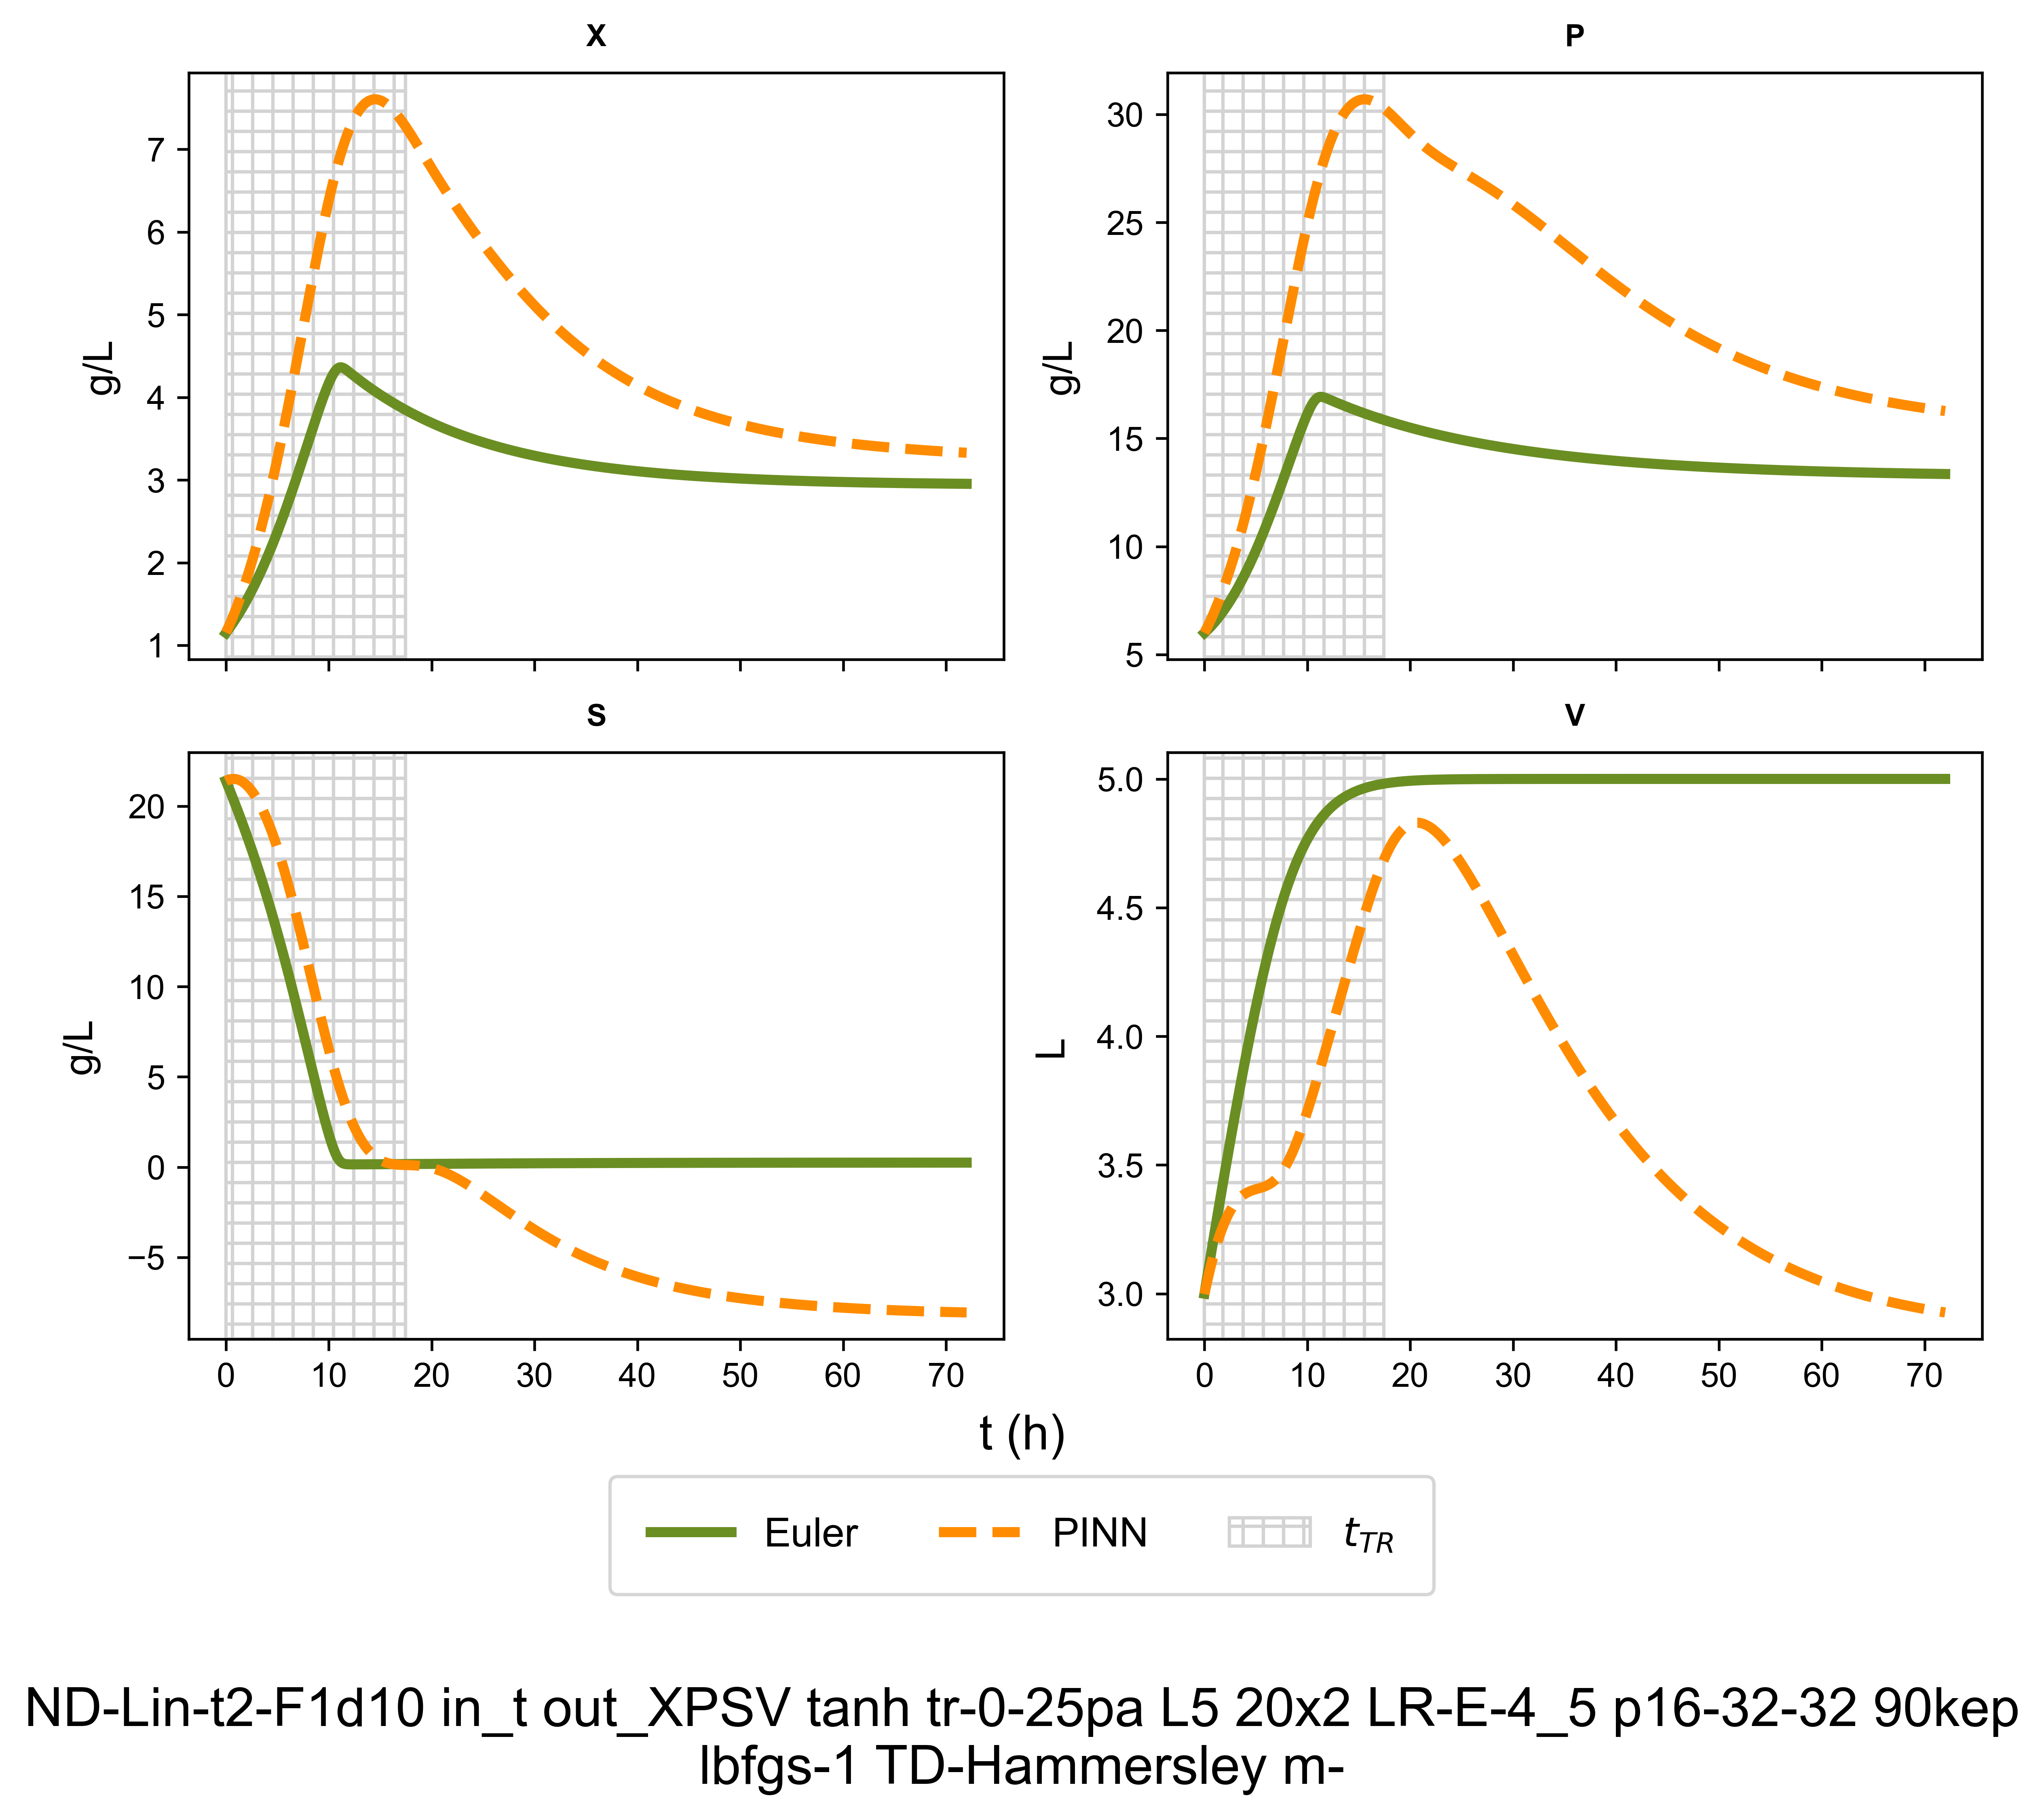 X
P
7
6
5
4
3
2
1
g/L
30
25
20
15
10
5
g/L
S
V
20
15
10
5
0
−5
g/L
0 10 20 30 40 50 60 70
5.0
4.5
4.0
3.5
3.0
L
0 10 20 30 40 50 60 70
t (h)
Euler PINN t_TR
ND-Lin-t2-F1d10 in_t out_XPSV tanh tr-0-25pa L5 20x2 LR-E-4_5 p16-32-32 90kep
lbfgs-1 TD-Hammersley m-